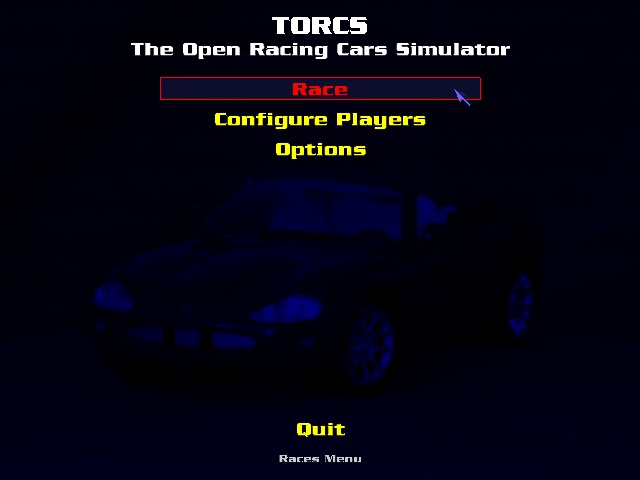 TORCS
The Open Racing Cars Simulator
Race
Configure Players
Options
Quit
Races Menu